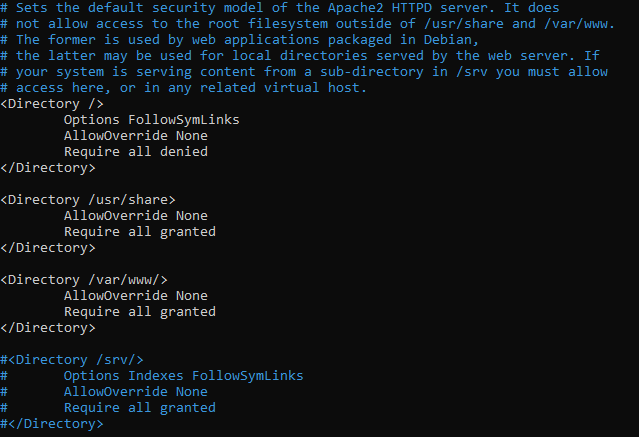 # Sets the default security model of the Apache2 HTTPD server. It does
# not allow access to the root filesystem outside of /usr/share and /var/www.
# The former is used by web applications packaged in Debian,
# the latter may be used for local directories served by the web server. If
# your system is serving content from a sub-directory in /srv you must allow
# access here, or in any related virtual host.
<Directory />
        Options FollowSymLinks
        AllowOverride None
        Require all denied
</Directory>

<Directory /usr/share>
        AllowOverride None
        Require all granted
</Directory>

<Directory /var/www/>
        AllowOverride None
        Require all granted
</Directory>

#<Directory /srv/>
#       Options Indexes FollowSymLinks
#       AllowOverride None
#       Require all granted
#</Directory>